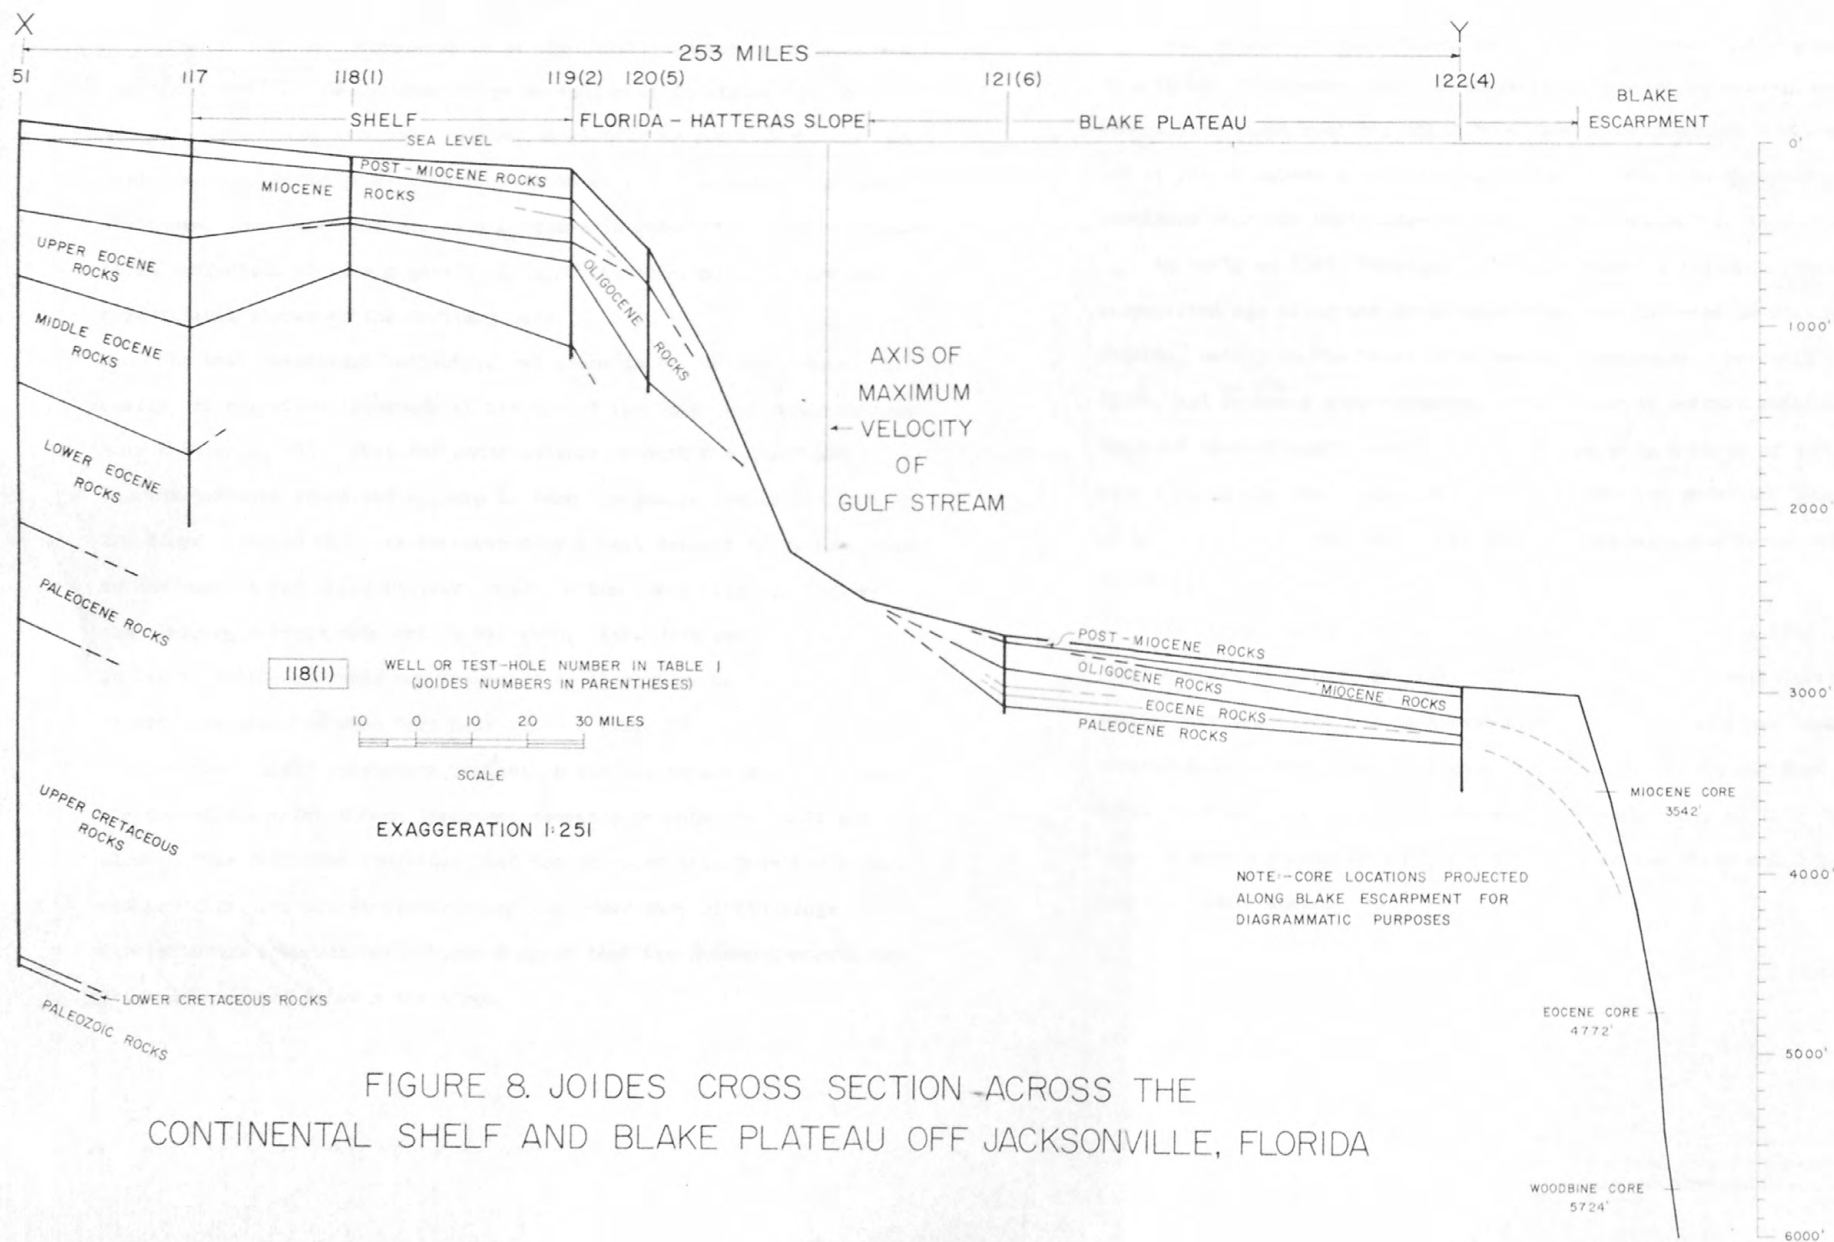 X
Y
253 MILES
51
117
118(1)
119(2)
120(5)
121(6)
122(4)
SHELF
FLORIDA - HATTERAS SLOPE
BLAKE PLATEAU
BLAKE
ESCARPMENT
SEA LEVEL
0'
POST-MIOCENE ROCKS
MIOCENE ROCKS
UPPER EOCENE
ROCKS
MIDDLE EOCENE
ROCKS
LOWER EOCENE
ROCKS
PALEOCENE ROCKS
UPPER CRETACEOUS
ROCKS
LOWER CRETACEOUS ROCKS
PALEOZOIC ROCKS
OLIGOCENE ROCKS
AXIS OF
MAXIMUM
VELOCITY
OF
GULF STREAM
1000'
2000'
3000'
4000'
5000'
6000'
POST-MIOCENE ROCKS
OLIGOCENE ROCKS
MIOCENE ROCKS
EOCENE ROCKS
PALEOCENE ROCKS
118(1)
WELL OR TEST-HOLE NUMBER IN TABLE 1
(JOIDES NUMBERS IN PARENTHESES)
10 0 10 20 30 MILES
SCALE
EXAGGERATION 1:251
MIOCENE CORE
3542'
NOTE:-CORE LOCATIONS PROJECTED
ALONG BLAKE ESCARPMENT FOR
DIAGRAMMATIC PURPOSES
EOCENE CORE
4772'
WOODBINE CORE
5724'
FIGURE 8. JOIDES CROSS SECTION ACROSS THE
CONTINENTAL SHELF AND BLAKE PLATEAU OFF JACKSONVILLE, FLORIDA